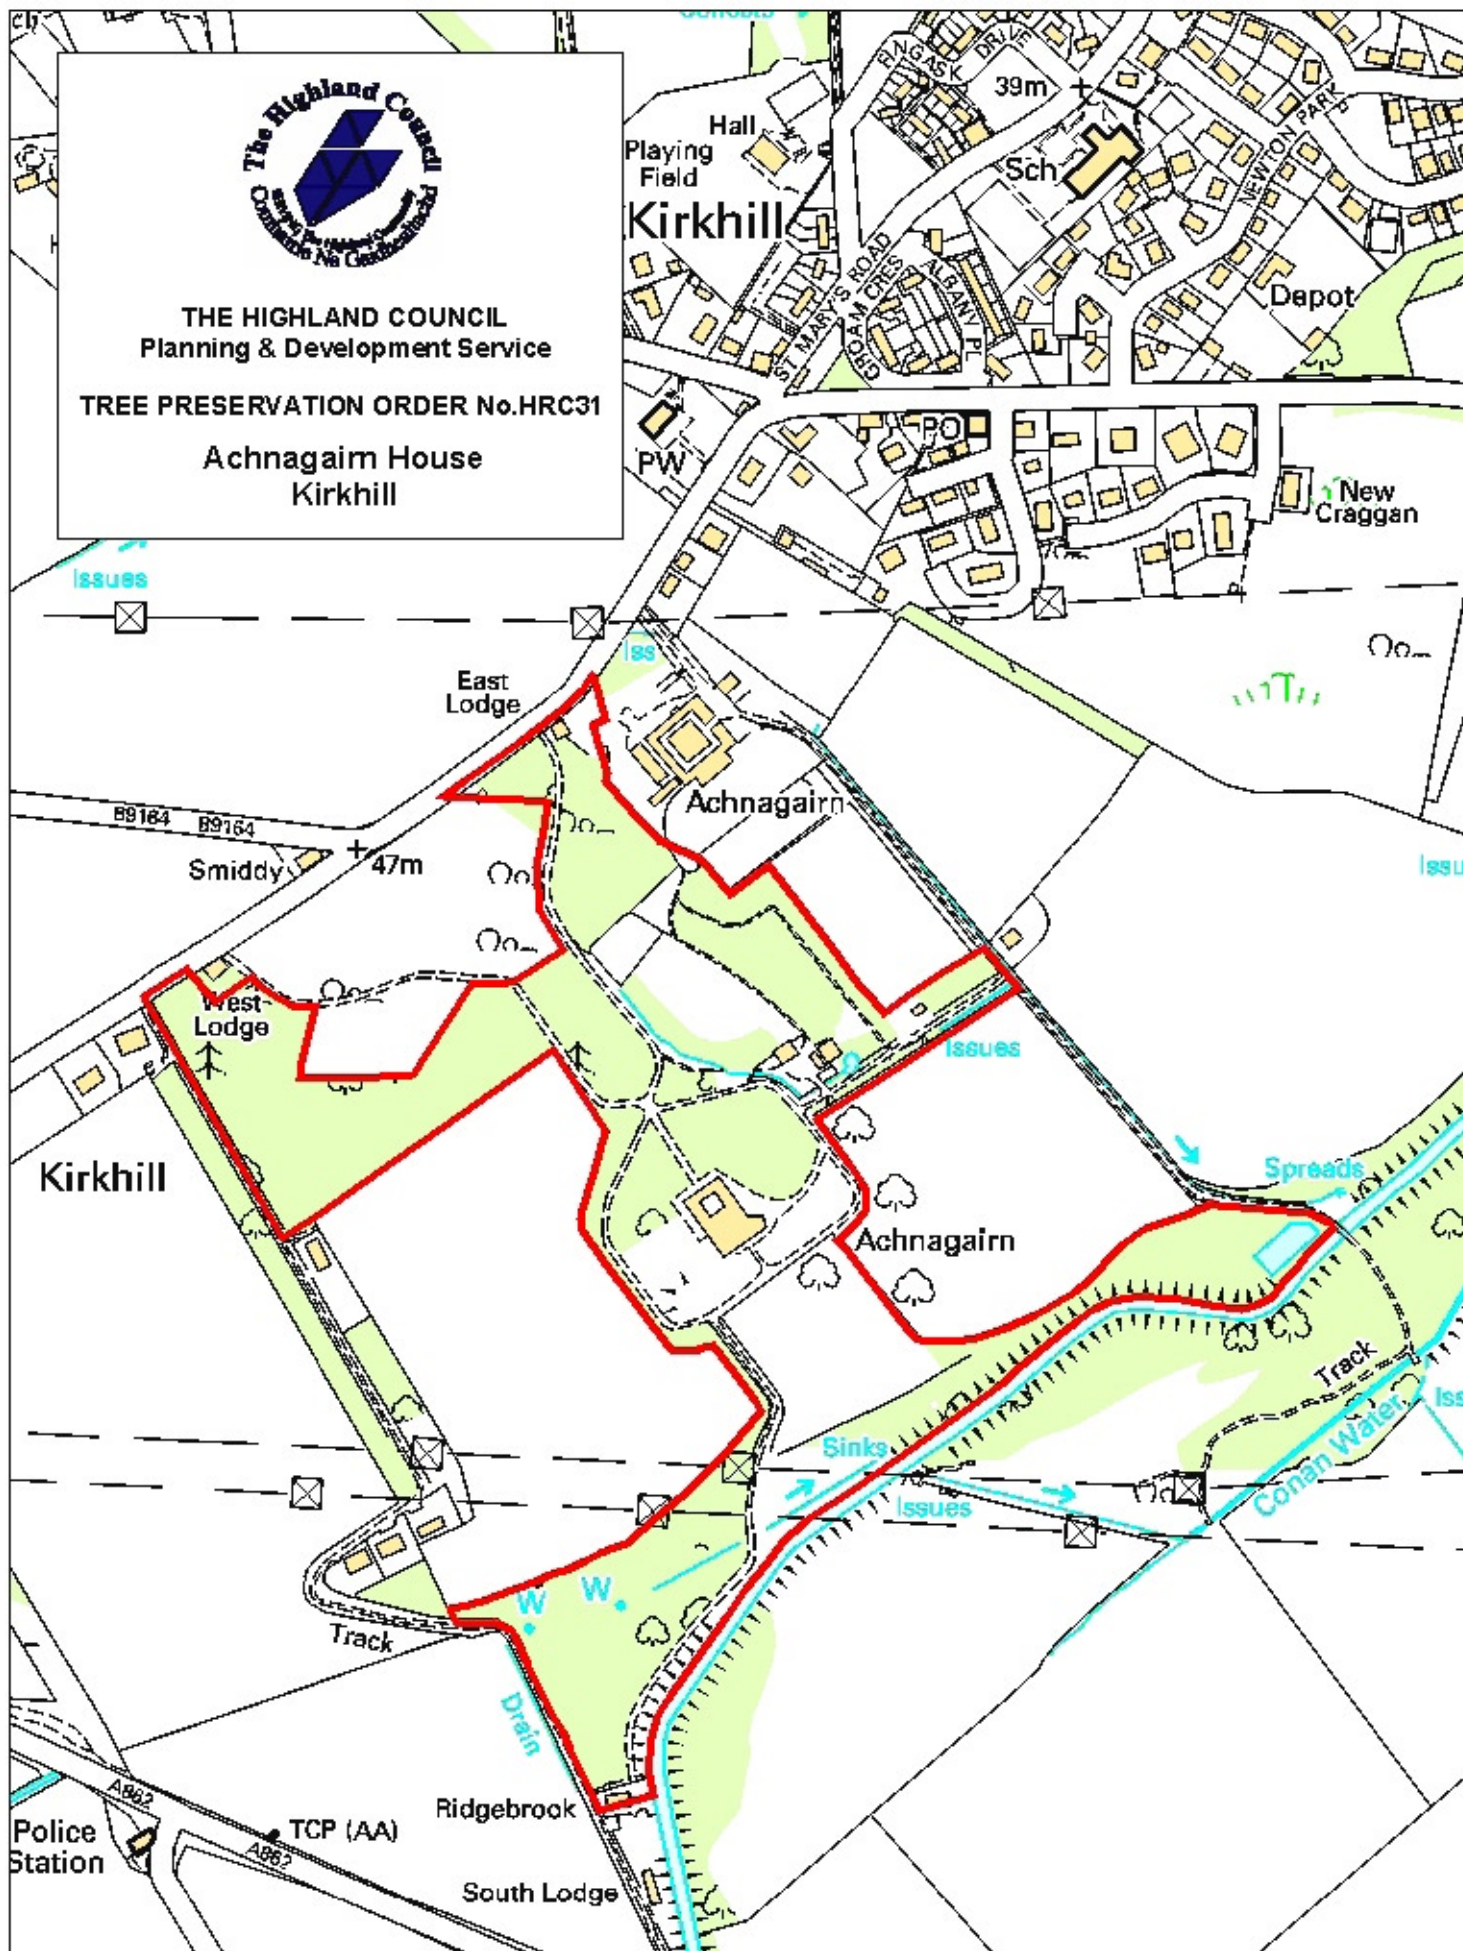 The Highland Council
Comhairle Na Gaidhealtachd
THE HIGHLAND COUNCIL
Planning & Development Service
TREE PRESERVATION ORDER No.HRC31
Achnagairn House
Kirkhill
DRIVE
39m
Hall
Playing
Field
Sch
NEWTON PARK
Kirkhill
ST MARY'S ROAD
GROAM CRES
ALBANY PL
Depot
PO
PW
New
Craggan
Issues
Iss
East
Lodge
Achnagairn
B9164
B9164
Smiddy
47m
Issu
West
Lodge
Issues
Kirkhill
Spreads
Achnagairn
Track
Conan Water
Iss
Sinks
Issues
W
W
Track
Drain
A862
Ridgebrook
TCP (AA)
A862
Police
Station
South Lodge